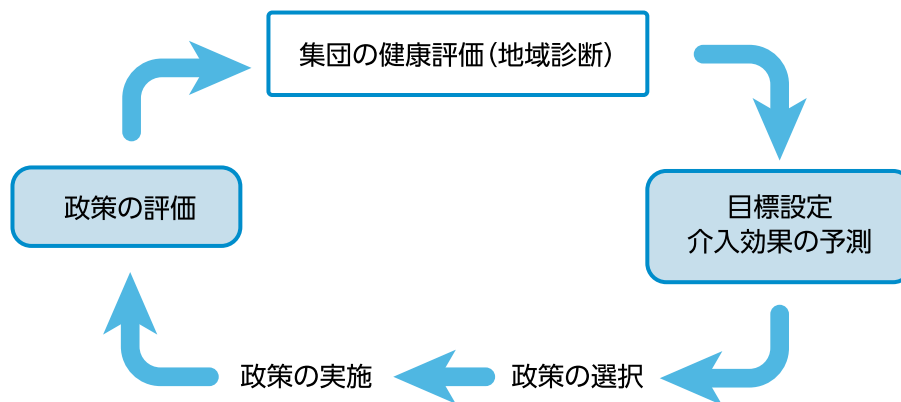 集団の健康評価（地域診断）
目標設定
介入効果の予測
政策の選択
政策の実施
政策の評価